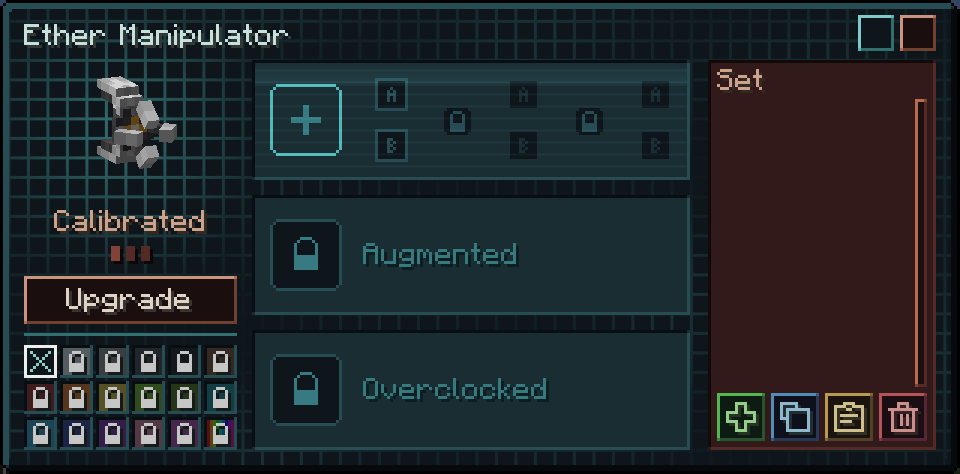 Ether Manipulator
Set
A A A
B B B
Calibrated
Augmented
Upgrade
Overclocked